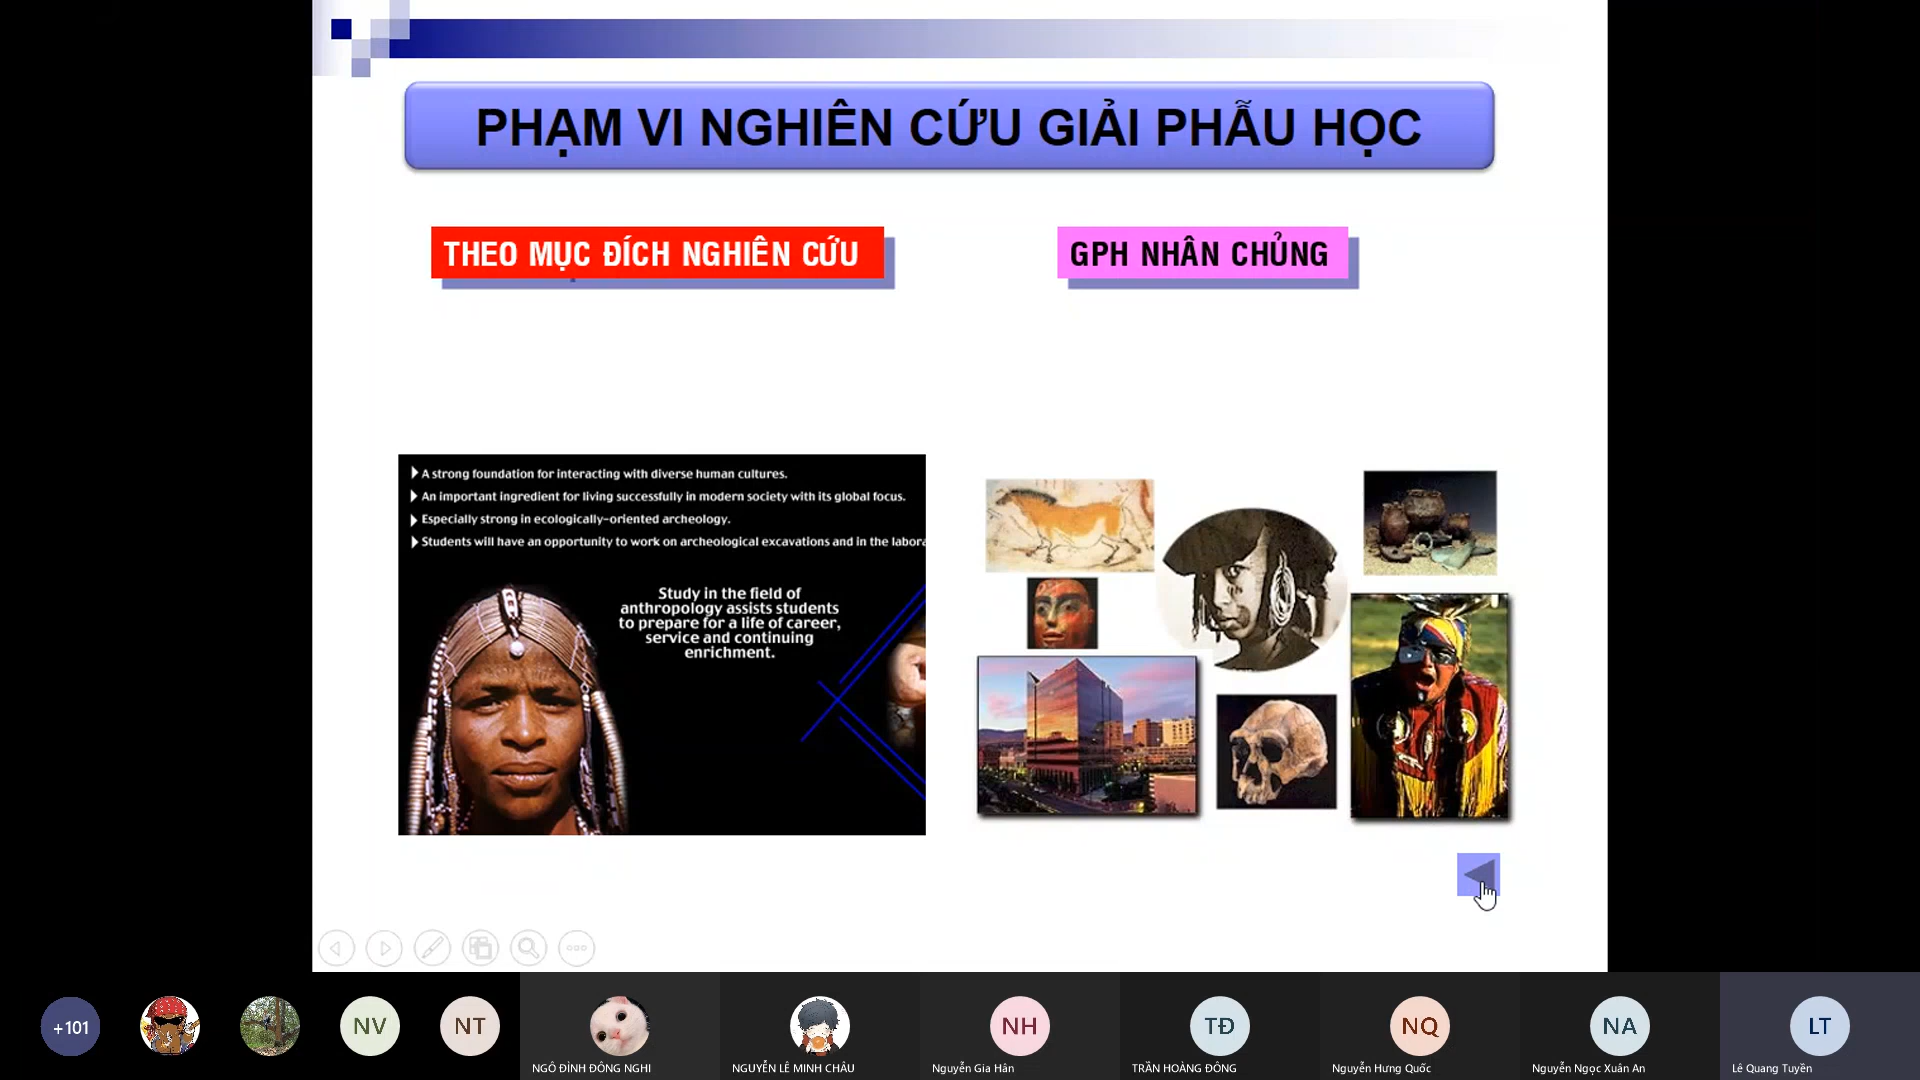 PHẠM VI NGHIÊN CỨU GIẢI PHẪU HỌC
THEO MỤC ĐÍCH NGHIÊN CỨU
GPH NHÂN CHỦNG
A strong foundation for interacting with diverse human cultures.
An important ingredient for living successfully in modern society with its global focus.
Especially strong in ecologically-oriented archeology.
Students will have an opportunity to work on archeological excavations and in the labora
Study in the field of
anthropology assists students
to prepare for a life of career,
service and continuing
enrichment.
+101
NV
NT
NH
TĐ
NQ
NA
LT
NGÔ ĐÌNH ĐÔNG NGHI
NGUYỄN LÊ MINH CHÂU
Nguyễn Gia Hân
TRẦN HOÀNG ĐÔNG
Nguyễn Hưng Quốc
Nguyễn Ngọc Xuân An
Lê Quang Tuyền